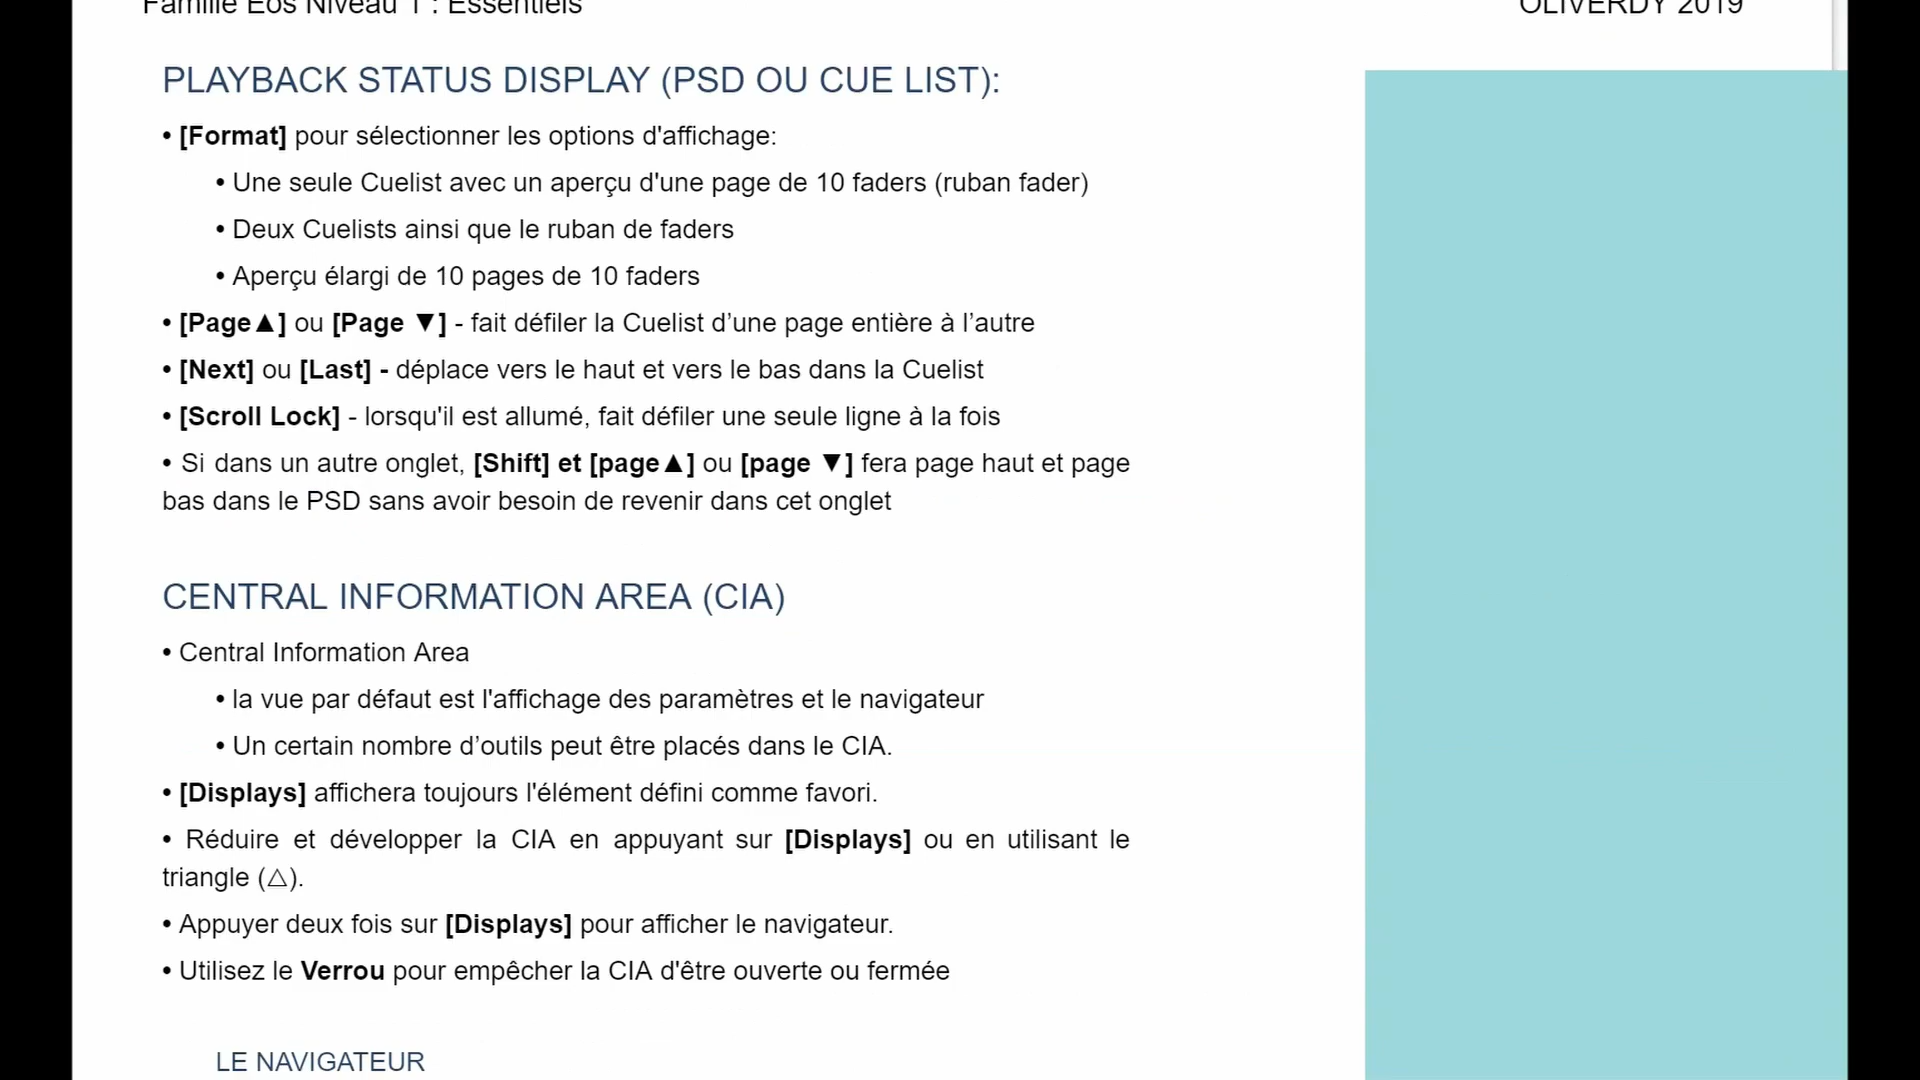 Famille Eos Niveau 1 : Essentiels
OLIVERDY 2019
PLAYBACK STATUS DISPLAY (PSD OU CUE LIST):
• [Format] pour sélectionner les options d'affichage:
• Une seule Cuelist avec un aperçu d'une page de 10 faders (ruban fader)
• Deux Cuelists ainsi que le ruban de faders
• Aperçu élargi de 10 pages de 10 faders
• [Page▲] ou [Page ▼] - fait défiler la Cuelist d’une page entière à l’autre
• [Next] ou [Last] - déplace vers le haut et vers le bas dans la Cuelist
• [Scroll Lock] - lorsqu'il est allumé, fait défiler une seule ligne à la fois
• Si dans un autre onglet, [Shift] et [page▲] ou [page ▼] fera page haut et page
bas dans le PSD sans avoir besoin de revenir dans cet onglet
CENTRAL INFORMATION AREA (CIA)
• Central Information Area
• la vue par défaut est l'affichage des paramètres et le navigateur
• Un certain nombre d’outils peut être placés dans le CIA.
• [Displays] affichera toujours l'élément défini comme favori.
• Réduire et développer la CIA en appuyant sur [Displays] ou en utilisant le
triangle (△).
• Appuyer deux fois sur [Displays] pour afficher le navigateur.
• Utilisez le Verrou pour empêcher la CIA d'être ouverte ou fermée
LE NAVIGATEUR